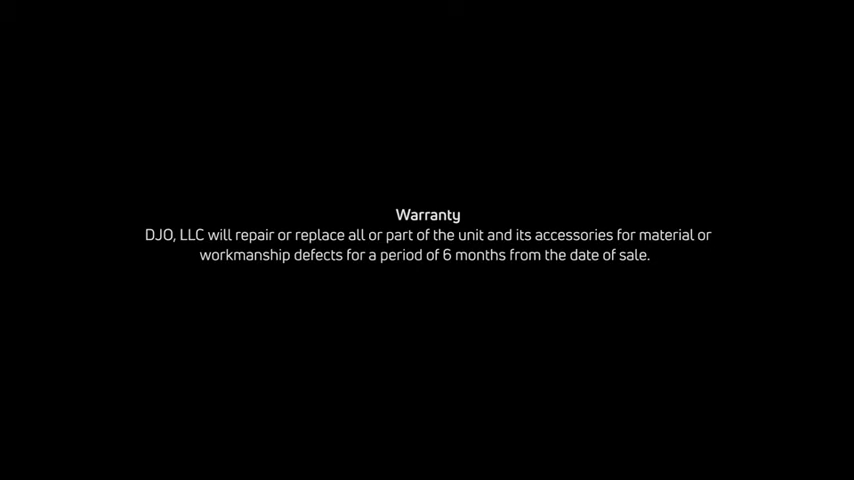 Warranty
DJO, LLC will repair or replace all or part of the unit and its accessories for material or
workmanship defects for a period of 6 months from the date of sale.